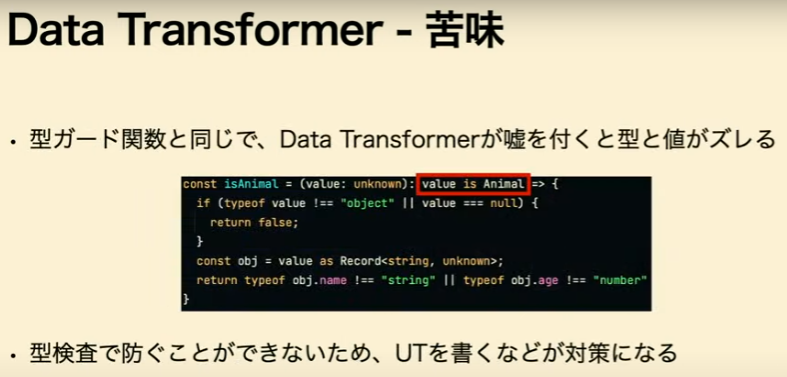 Data Transformer - 苦味
• 型ガード関数と同じで、Data Transformerが嘘を付くと型と値がズレる
const isAnimal = (value: unknown): value is Animal => {
if (typeof value !== "object" || value === null) {
return false;
}
const obj = value as Record<string, unknown>;
return typeof obj.name !== "string" || typeof obj.age !== "number"
}
• 型検査で防ぐことができないため、UTを書くなどが対策になる